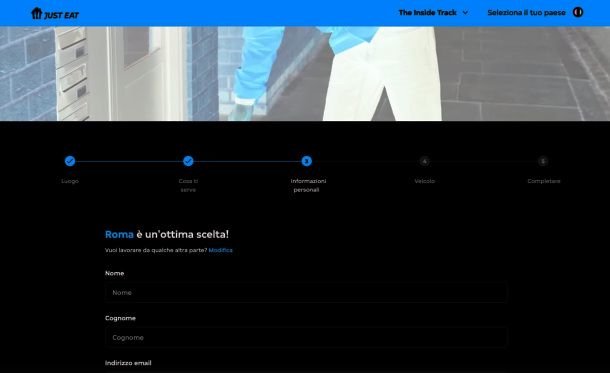 JUST EAT
The Inside Track
Seleziona il tuo paese
3
4
5
Luogo
Cosa ti
serve
Informazioni
personali
Veicolo
Completare
Roma è un'ottima scelta!
Vuoi lavorare da qualche altra parte? Modifica
Nome
Nome
Cognome
Cognome
Indirizzo email